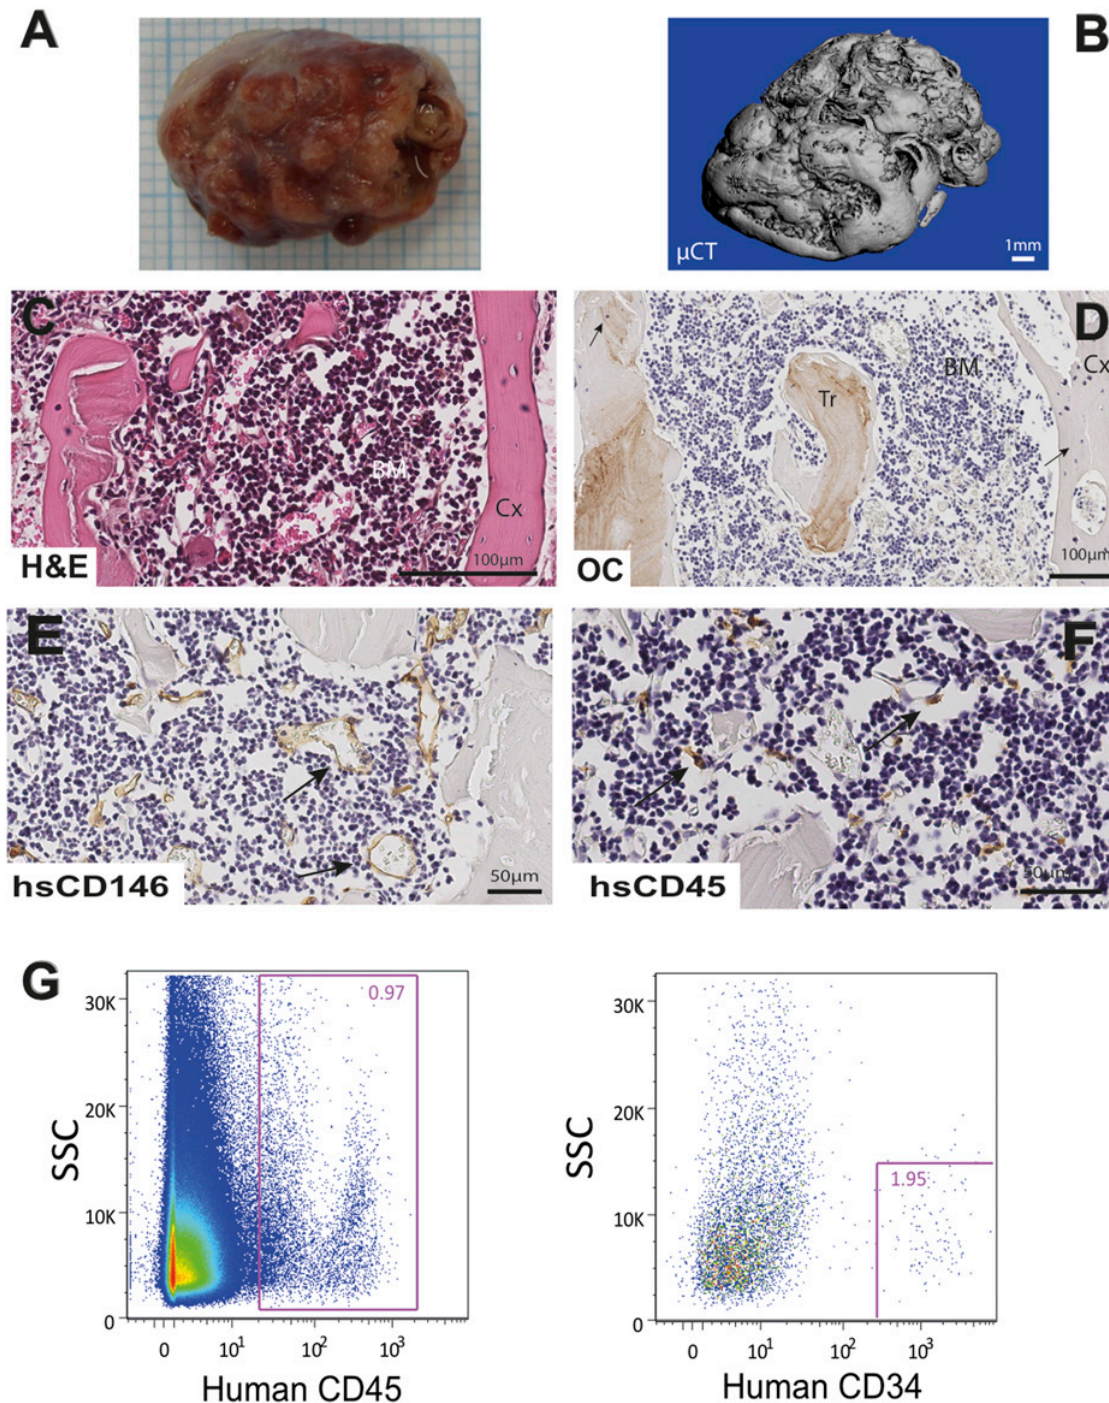 A
B
µCT
1mm
C
BM
Cx
H&E
100µm
D
BM
Cx
Tr
OC
100µm
E
hsCD146
50µm
F
hsCD45
50µm
G
0.97
30K
20K
10K
0
SSC
0 10¹ 10² 10³
Human CD45
1.95
30K
20K
10K
0
SSC
0 10¹ 10² 10³
Human CD34